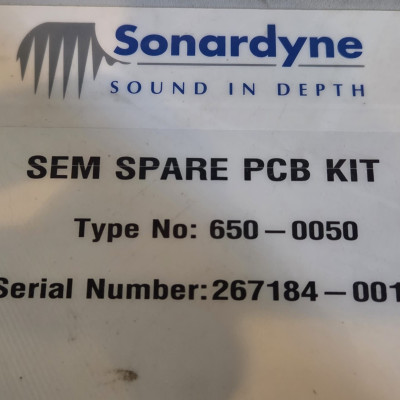 Sonardyne
SOUND IN DEPTH
SEM SPARE PCB KIT
Type No: 650-0050
Serial Number:267184-001